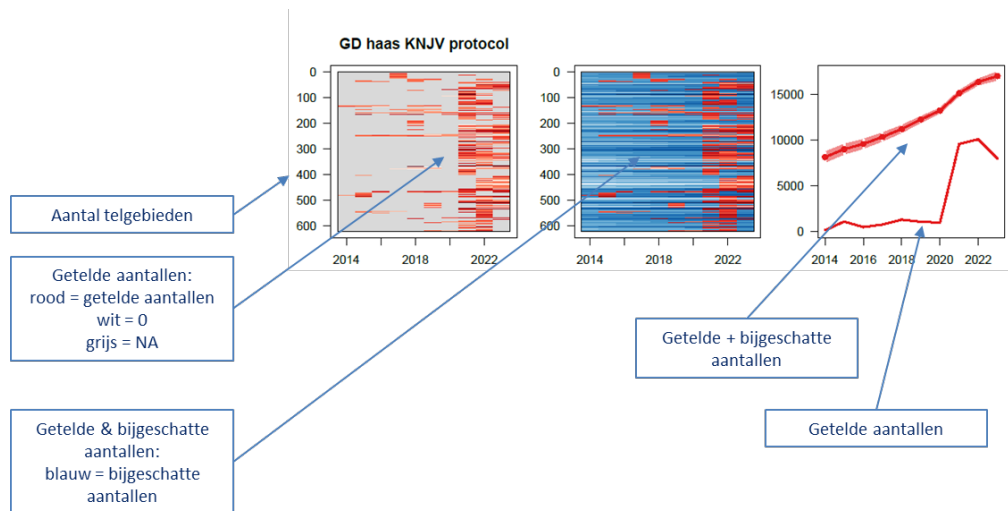 GD haas KNJV protocol
0
100
200
300
400
500
600
2014
2018
2022
0
100
200
300
400
500
600
2014
2018
2022
15000
10000
5000
0
2014
2016
2018
2020
2022
Aantal telgebieden
Getelde aantallen:
rood = getelde aantallen
wit = 0
grijs = NA
Getelde & bijgeschatte
aantallen:
blauw = bijgeschatte
aantallen
Getelde + bijgeschatte
aantallen
Getelde aantallen